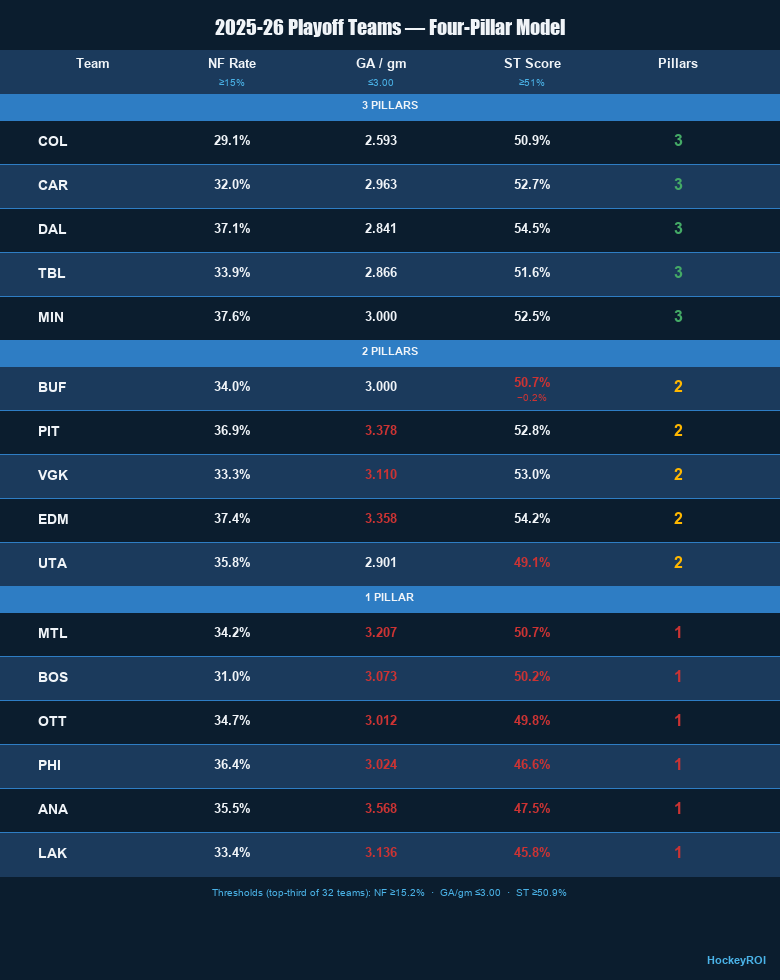 2025-26 Playoff Teams — Four-Pillar Model
Team NF Rate GA / gm ST Score Pillars
≥15% ≤3.00 ≥51%
3 PILLARS
COL 29.1% 2.593 50.9% 3
CAR 32.0% 2.963 52.7% 3
DAL 37.1% 2.841 54.5% 3
TBL 33.9% 2.866 51.6% 3
MIN 37.6% 3.000 52.5% 3
2 PILLARS
BUF 34.0% 3.000 50.7% 2
−0.2%
PIT 36.9% 3.378 52.8% 2
VGK 33.3% 3.110 53.0% 2
EDM 37.4% 3.358 54.2% 2
UTA 35.8% 2.901 49.1% 2
1 PILLAR
MTL 34.2% 3.207 50.7% 1
BOS 31.0% 3.073 50.2% 1
OTT 34.7% 3.012 49.8% 1
PHI 36.4% 3.024 46.6% 1
ANA 35.5% 3.568 47.5% 1
LAK 33.4% 3.136 45.8% 1
Thresholds (top-third of 32 teams): NF ≥15.2% · GA/gm ≤3.00 · ST ≥50.9%
HockeyROI